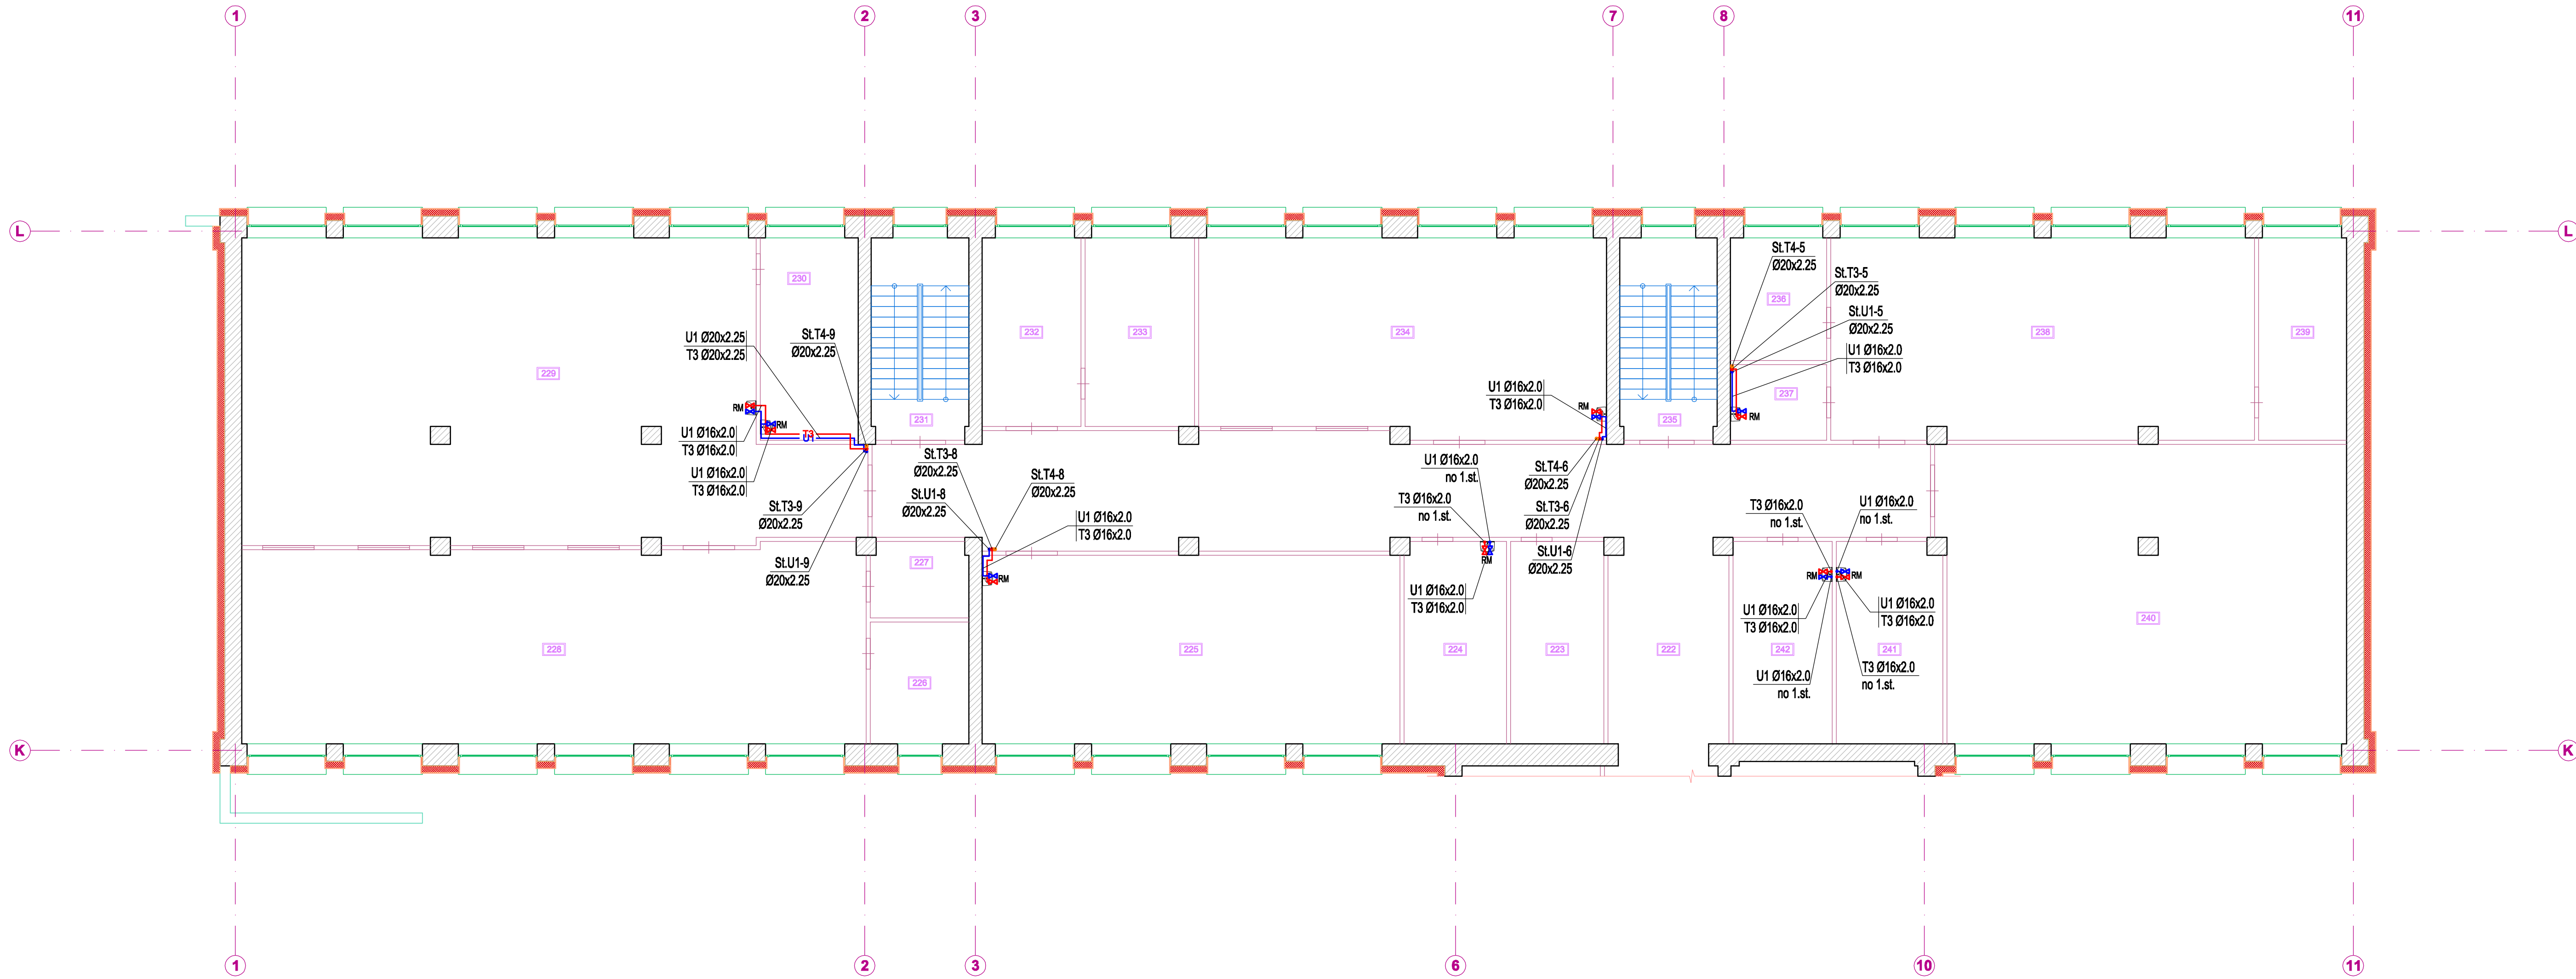 1
2
3
7
8
11
L
L
St.T4-5
Ø20x2.25
St.T3-5
Ø20x2.25
St.U1-5
Ø20x2.25
U1 Ø16x2.0
T3 Ø16x2.0
236
230
232
233
234
238
239
U1 Ø20x2.25
T3 Ø20x2.25
St.T4-9
Ø20x2.25
229
237
RM
RM
U1 Ø16x2.0
T3 Ø16x2.0
RM
RM
231
235
U1 Ø16x2.0
T3 Ø16x2.0
T3
U1
U1 Ø16x2.0
T3 Ø16x2.0
St.T3-8
Ø20x2.25
St.U1-8
Ø20x2.25
St.T4-8
Ø20x2.25
U1 Ø16x2.0
T3 Ø16x2.0
U1 Ø16x2.0
no 1.st.
T3 Ø16x2.0
no 1.st.
St.T4-6
Ø20x2.25
St.T3-6
Ø20x2.25
St.U1-6
Ø20x2.25
St.T3-9
Ø20x2.25
St.U1-9
Ø20x2.25
T3 Ø16x2.0
no 1.st.
U1 Ø16x2.0
no 1.st.
227
RM
RM
RM
RM
U1 Ø16x2.0
T3 Ø16x2.0
U1 Ø16x2.0
T3 Ø16x2.0
U1 Ø16x2.0
T3 Ø16x2.0
240
228
225
224
223
222
242
241
226
U1 Ø16x2.0
no 1.st.
T3 Ø16x2.0
no 1.st.
K
K
1
2
3
6
10
11